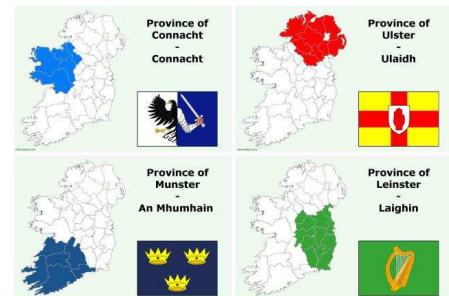 Province of
Connacht
-
Connacht
Province of
Ulster
-
Ulaidh
Province of
Munster
-
An Mhumhain
Province of
Leinster
-
Laighin